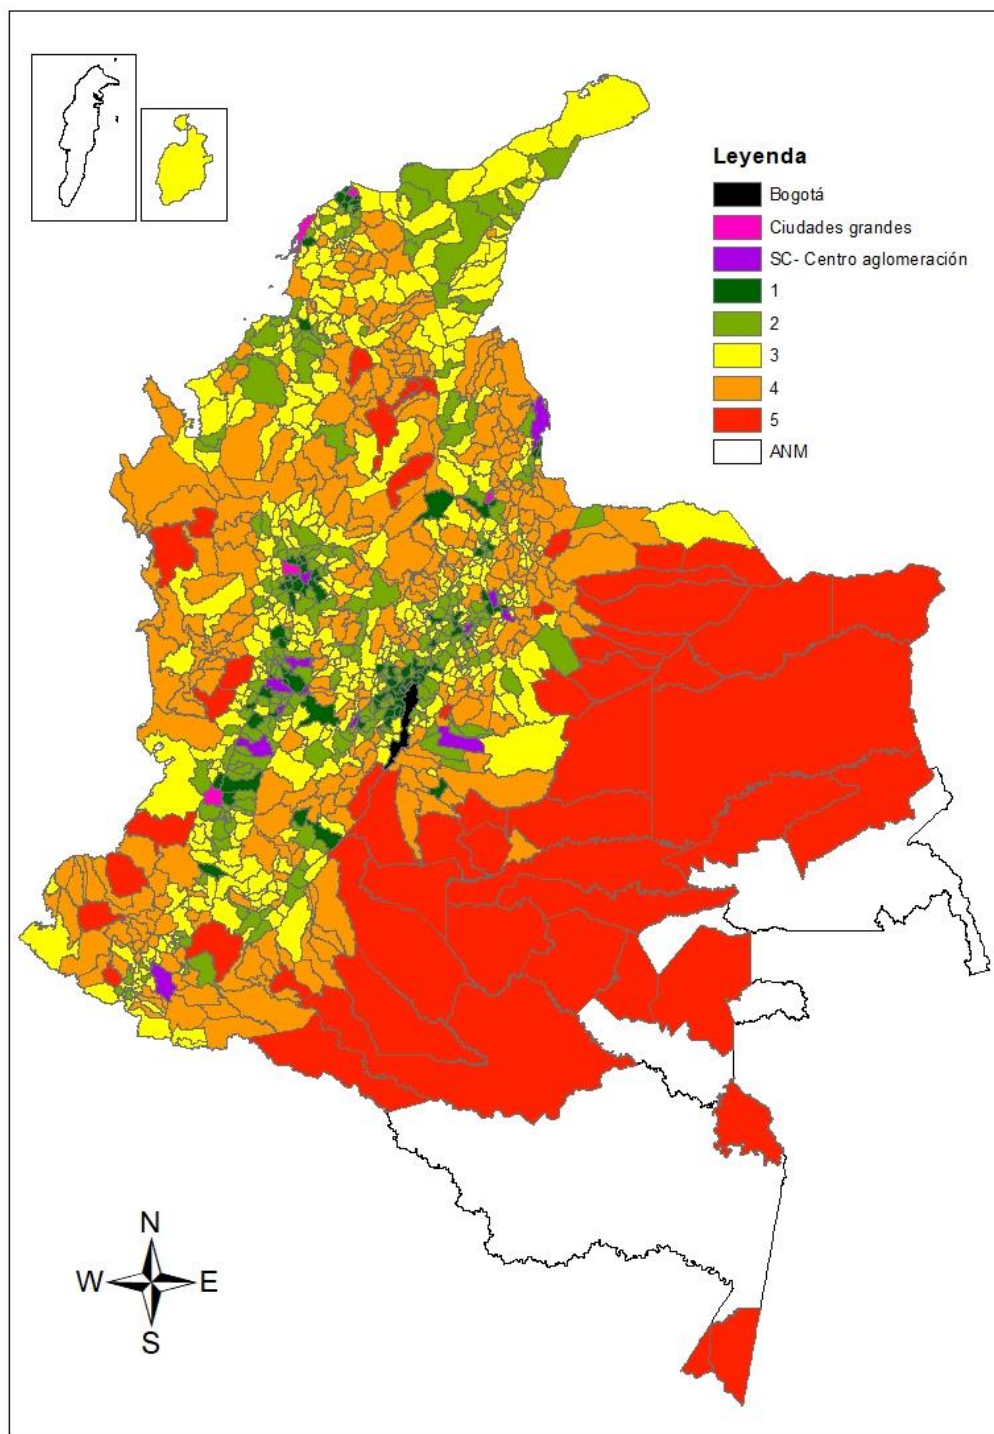 Leyenda
Bogotá
Ciudades grandes
SC- Centro aglomeración
1
2
3
4
5
ANM
N
W E
S